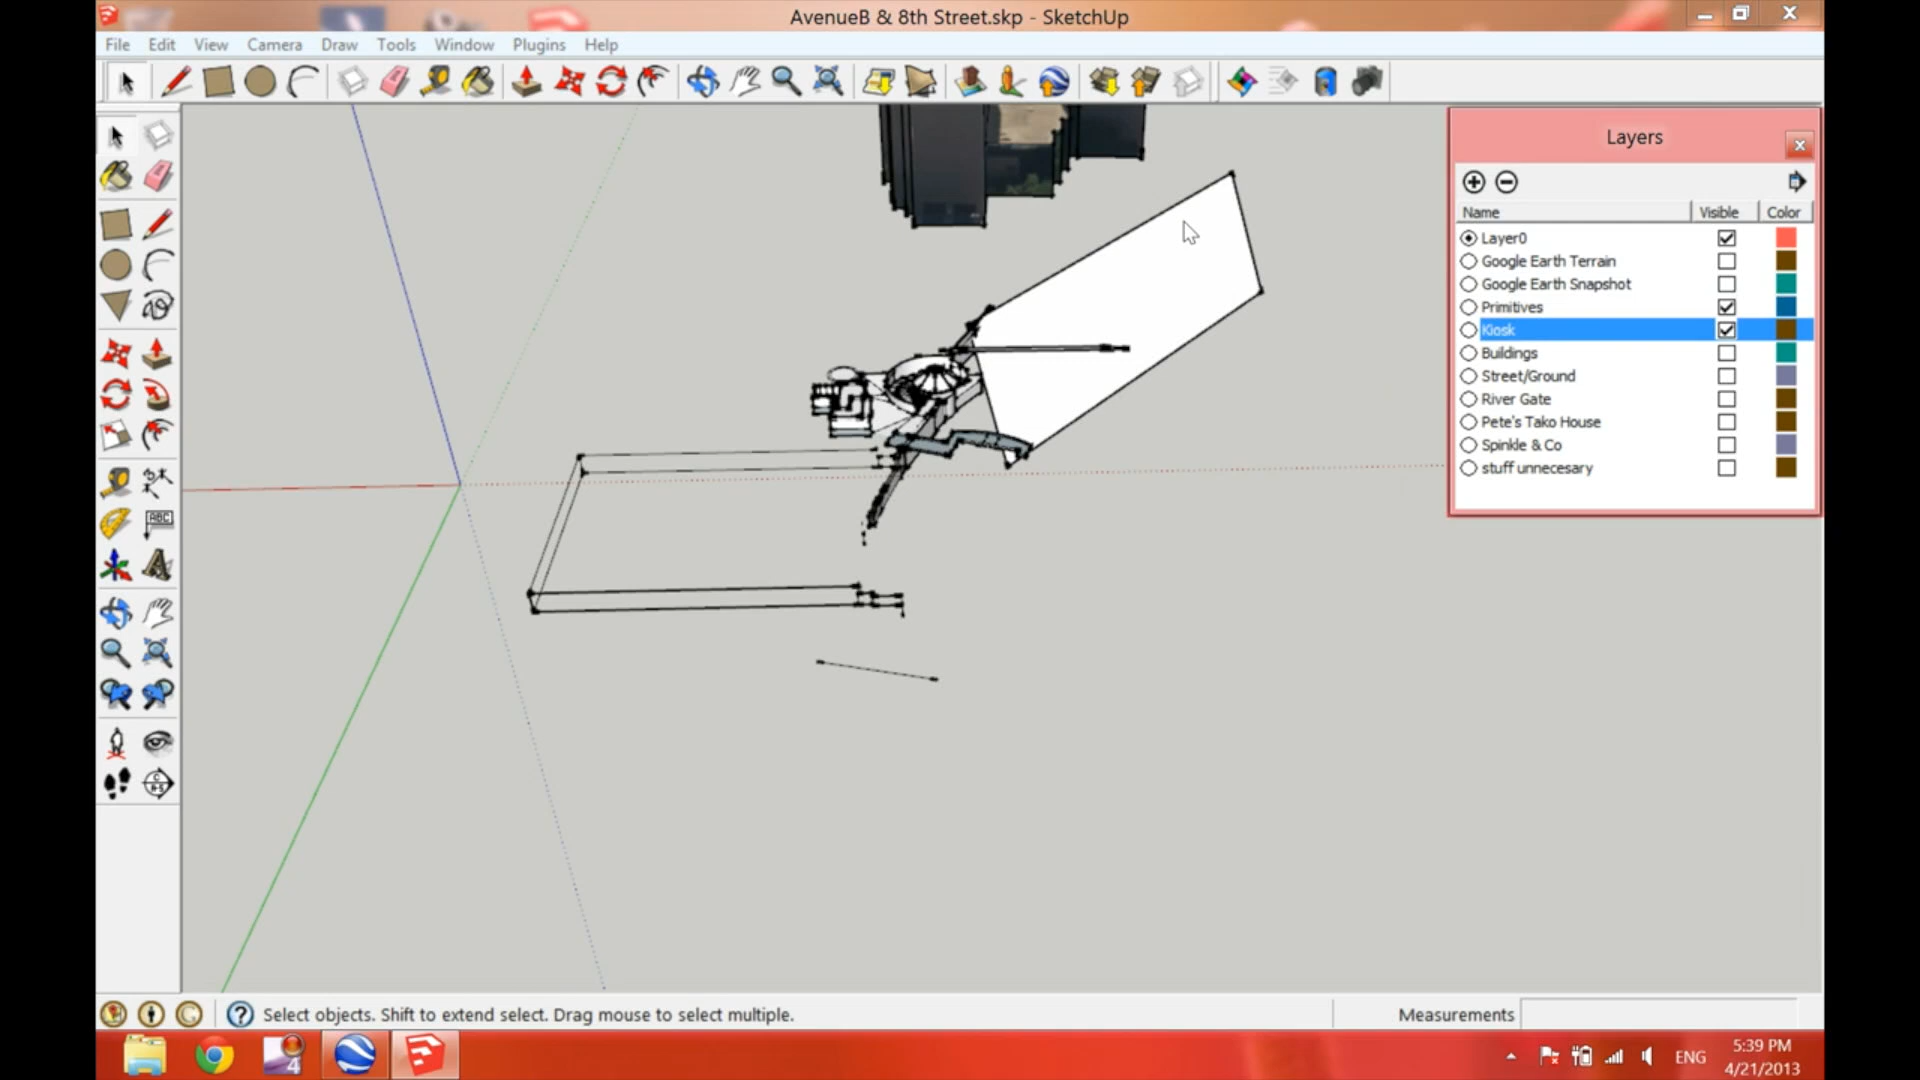 AvenueB & 8th Street.skp - SketchUp
File Edit View Camera Draw Tools Window Plugins Help
Layers
Name Visible Color
Layer0
Google Earth Terrain
Google Earth Snapshot
Primitives
Kiosk
Buildings
Street/Ground
River Gate
Pete's Tako House
Spinkle & Co
stuff unnecesary
ABC
Select objects. Shift to extend select. Drag mouse to select multiple.
Measurements
4
ENG
5:39 PM
4/21/2013